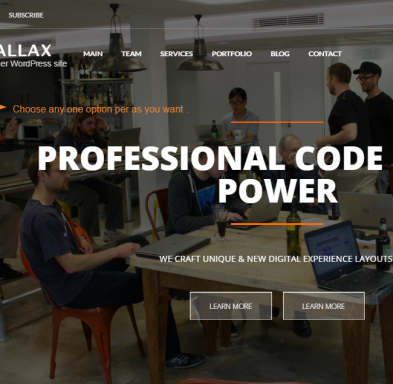 SUBSCRIBE
ALLAX
er WordPress site
MAIN TEAM SERVICES PORTFOLIO BLOG CONTACT
Choose any one option per as you want .
PROFESSIONAL CODE
POWER
WE CRAFT UNIQUE & NEW DIGITAL EXPERIENCE LAYOUTS
LEARN MORE LEARN MORE